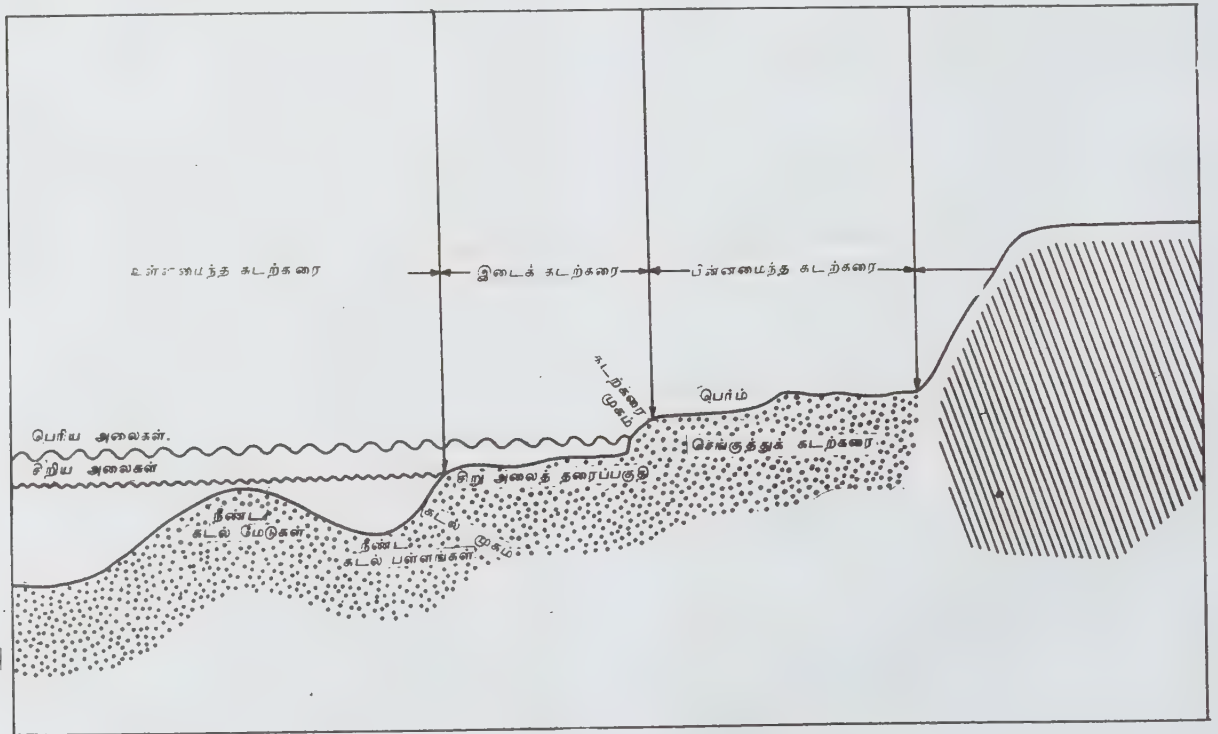 உள்ளமைந்த கடற்கரை
இடைக் கடற்கரை
பின்னமைந்த கடற்கரை
கடற்கரை
முகம்
பெர்ம்
பெரிய அலைகள்.
சிறிய அலைகள்
செங்குத்துக் கடற்கரை
சிறு அலைத் தரைப்பகுதி
நீண்ட
கடல் மேடுகள்
கடல்
முகம்
நீண்ட
கடல் பள்ளங்கள்